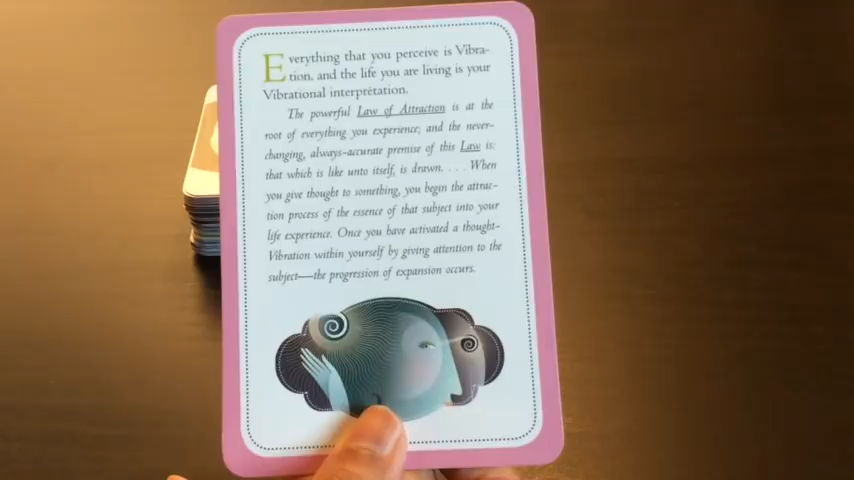 Everything that you perceive is Vibra-
tion, and the life you are living is your
Vibrational interpretation.
The powerful Law of Attraction is at the
root of everything you experience; and the never-
changing, always-accurate premise of this Law is:
that which is like unto itself, is drawn. . . . When
you give thought to something, you begin the attrac-
tion process of the essence of that subject into your
life experience. Once you have activated a thought-
Vibration within yourself by giving attention to the
subject—the progression of expansion occurs.